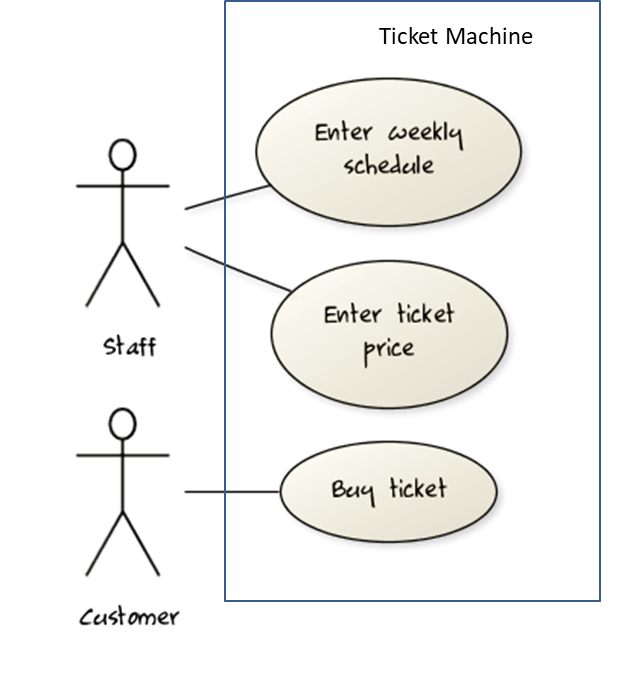 Ticket Machine
Enter weekly
schedule
Staff
Enter ticket
price
Buy ticket
Customer